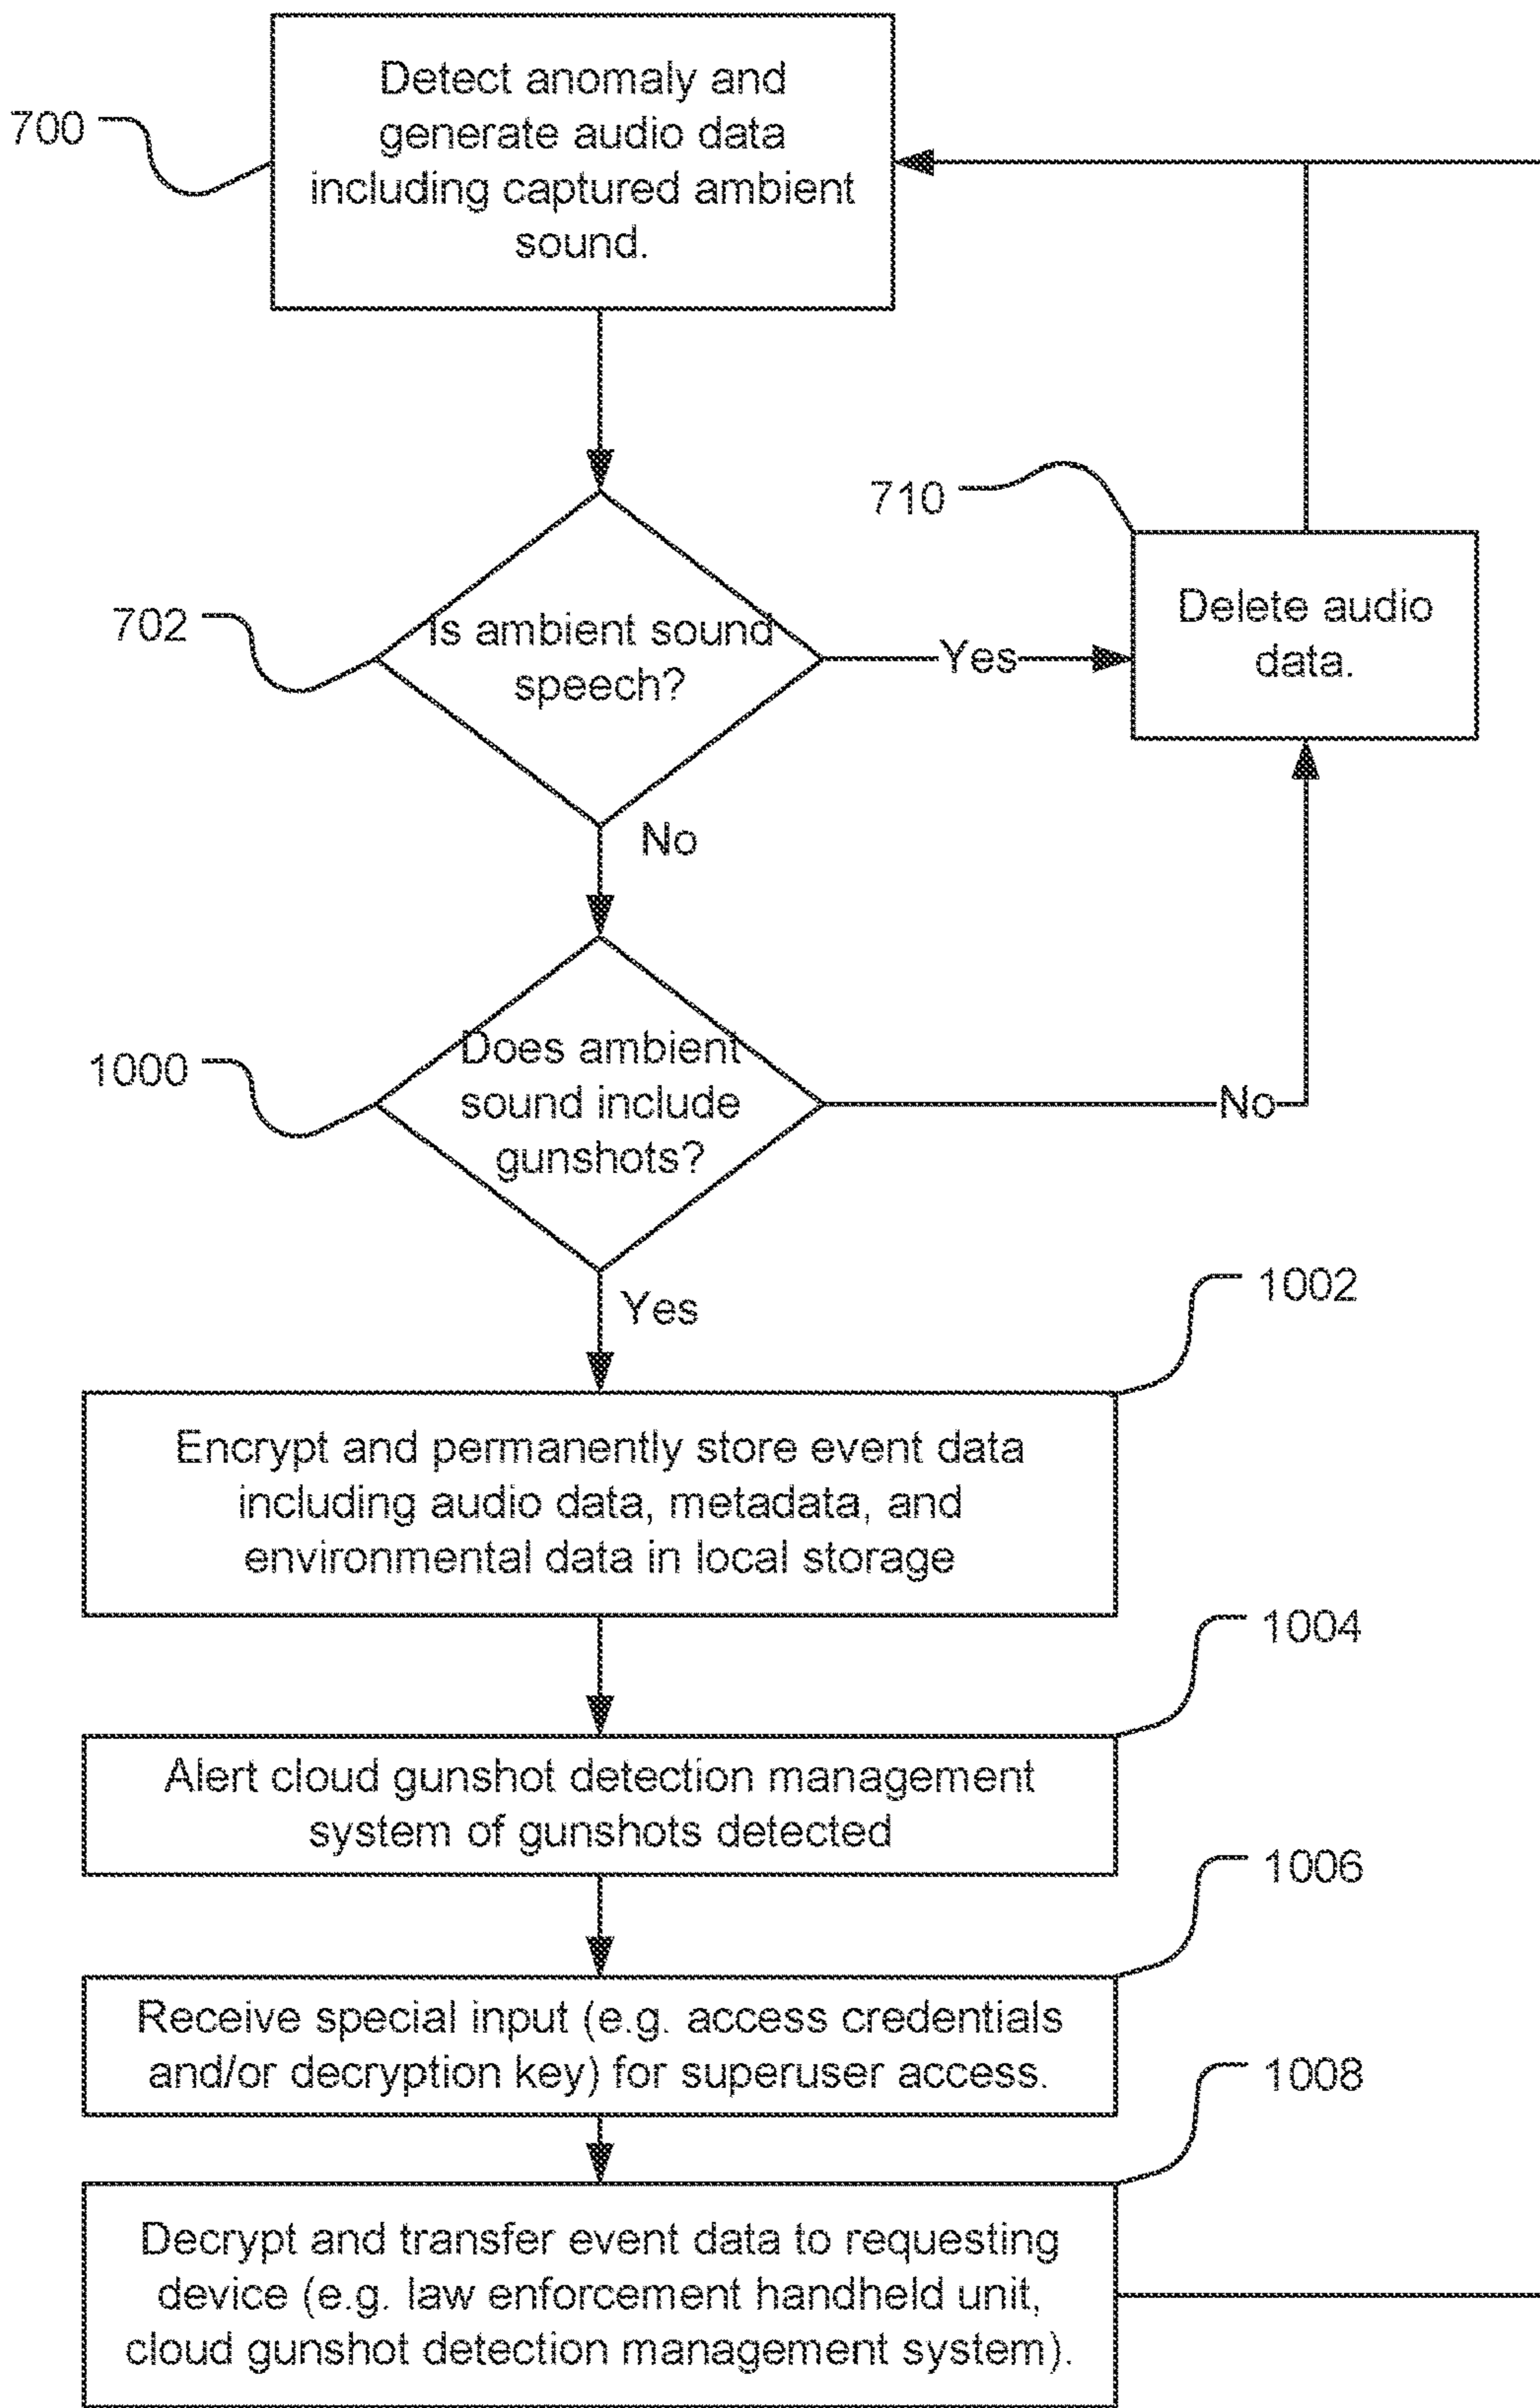 700
Detect anomaly and
generate audio data
including captured ambient
sound.
702
Is ambient sound
speech?
Yes
710
Delete audio
data.
No
1000
Does ambient
sound include
gunshots?
No
Yes
1002
Encrypt and permanently store event data
including audio data, metadata, and
environmental data in local storage
1004
Alert cloud gunshot detection management
system of gunshots detected
1006
Receive special input (e.g. access credentials
and/or decryption key) for superuser access.
1008
Decrypt and transfer event data to requesting
device (e.g. law enforcement handheld unit,
cloud gunshot detection management system).